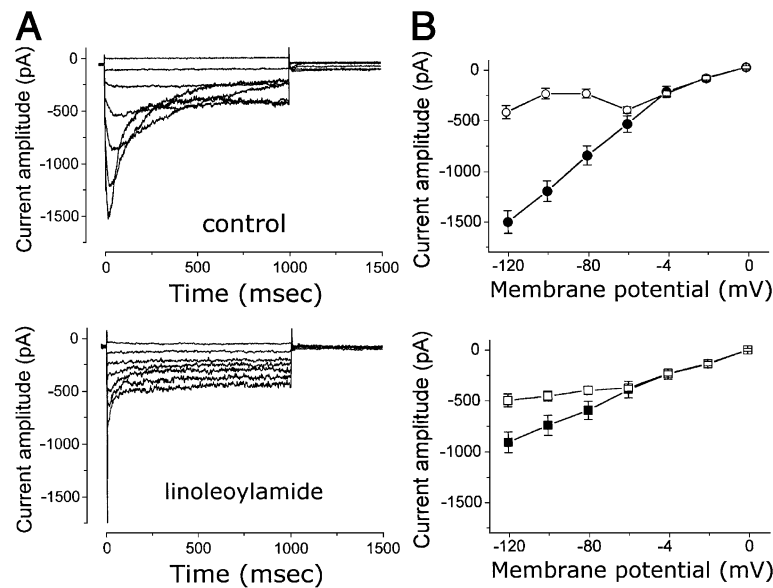 A
B
Current amplitude (pA)
0
-500
-1000
-1500
control
0
500
1000
1500
Time (msec)
Current amplitude (pA)
0
-500
-1000
-1500
-120
-80
-4
0
Membrane potential (mV)
Current amplitude (pA)
0
-500
-1000
-1500
linoleoylamide
0
500
1000
1500
Time (msec)
Current amplitude (pA)
0
-500
-1000
-1500
-120
-80
-4
0
Membrane potential (mV)